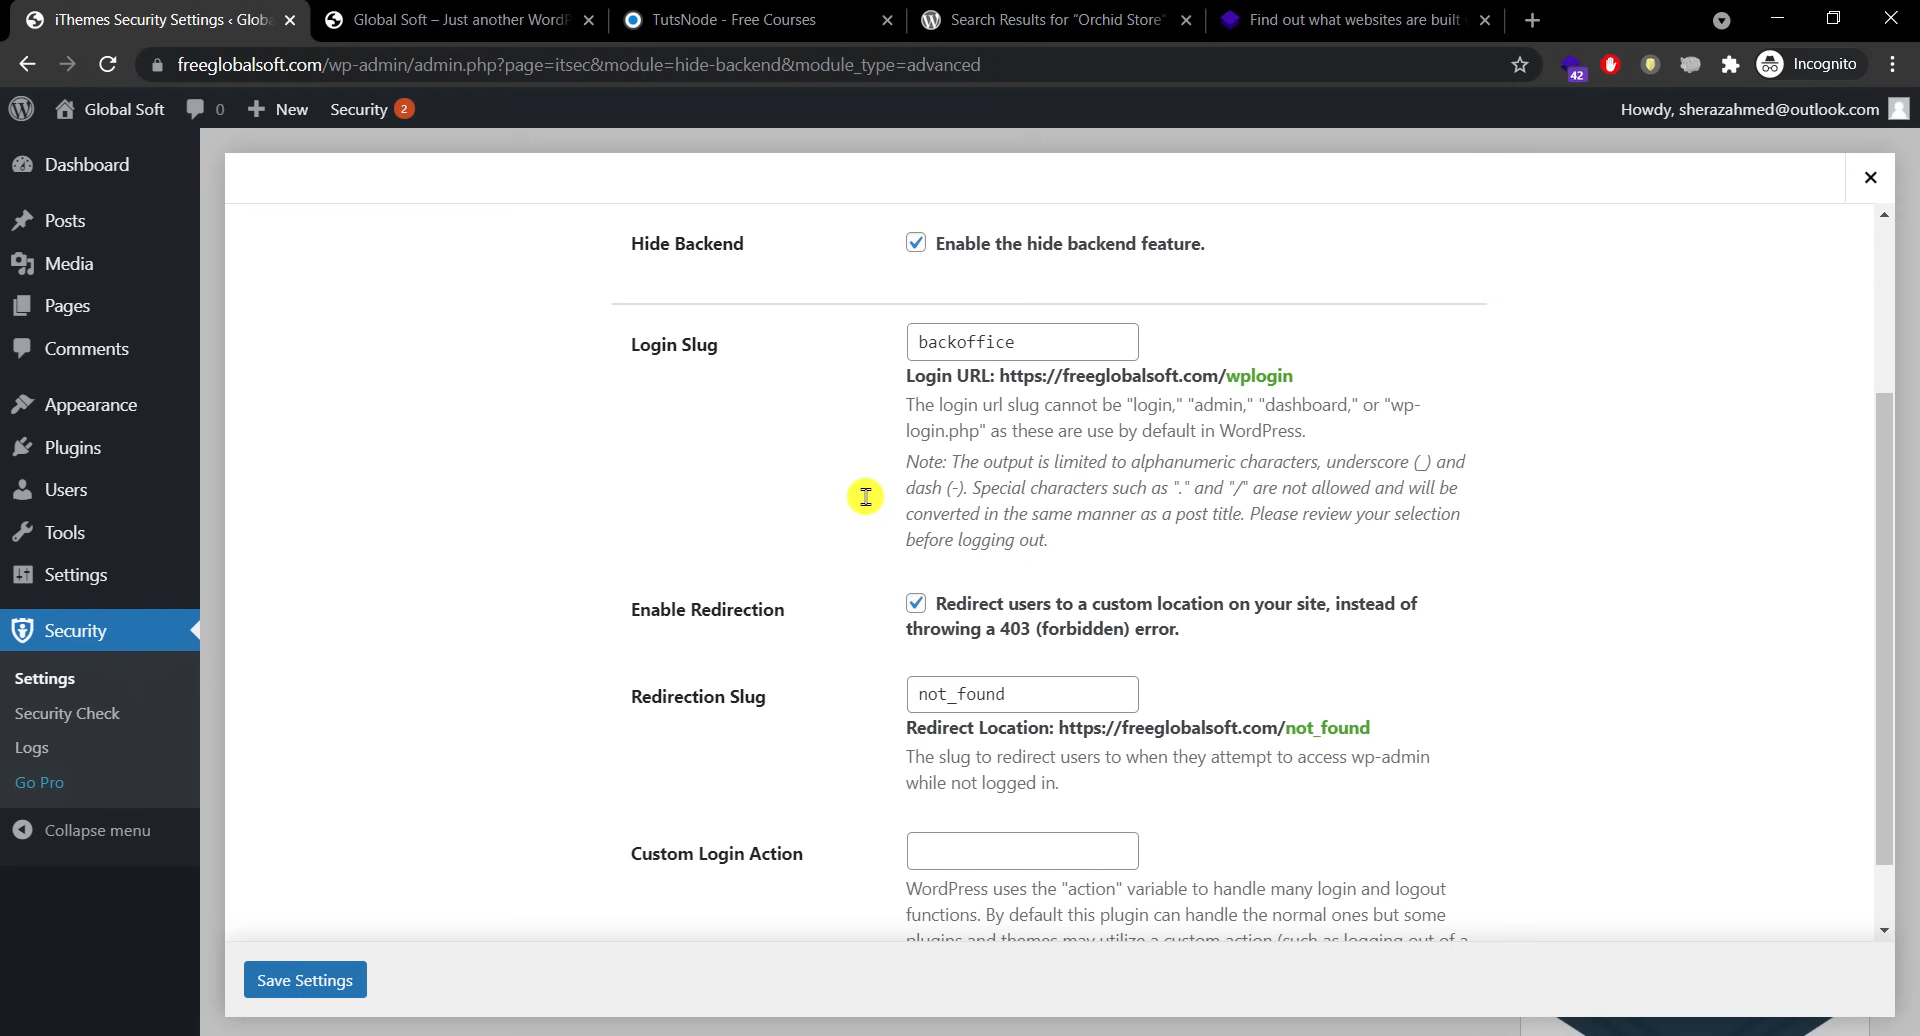 iThemes Security Settings ‹ Globa
Global Soft – Just another WordP
TutsNode - Free Courses
Search Results for “Orchid Store”
Find out what websites are built
freeglobalsoft.com/wp-admin/admin.php?page=itsec&module=hide-backend&module_type=advanced
42
Incognito
Global Soft
0
New
Security 2
Howdy, sherazahmed@outlook.com
Dashboard
Posts
Media
Pages
Comments
Appearance
Plugins
Users
Tools
Settings
Security
Settings
Security Check
Logs
Go Pro
Collapse menu
Hide Backend
Enable the hide backend feature.
Login Slug
backoffice
Login URL: https://freeglobalsoft.com/wplogin
The login url slug cannot be "login," "admin," "dashboard," or "wp-
login.php" as these are use by default in WordPress.
Note: The output is limited to alphanumeric characters, underscore (_) and
dash (-). Special characters such as "." and "/" are not allowed and will be
converted in the same manner as a post title. Please review your selection
before logging out.
Enable Redirection
Redirect users to a custom location on your site, instead of
throwing a 403 (forbidden) error.
Redirection Slug
not_found
Redirect Location: https://freeglobalsoft.com/not_found
The slug to redirect users to when they attempt to access wp-admin
while not logged in.
Custom Login Action
WordPress uses the "action" variable to handle many login and logout
functions. By default this plugin can handle the normal ones but some
plugins and themes may utilize a custom action (such as logging out of a
Save Settings